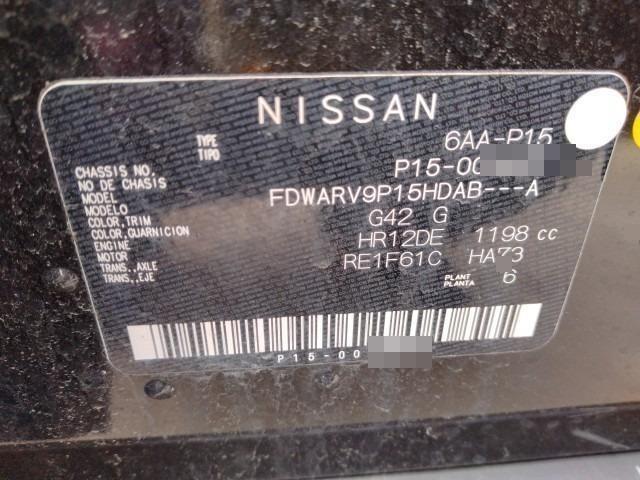 NISSAN
TYPE 6AA-P15
TIPO
CHASSIS NO. P15-00
NO DE CHASIS
MODEL FDWARV9P15HDAB---A
MODELO
COLOR,TRIM G42 G
COLOR,GUARNICION
ENGINE HR12DE 1198 cc
MOTOR
TRANS.,AXLE RE1F61C HA73
TRANS.,EJE
PLANT 6
PLANTA
P15-00